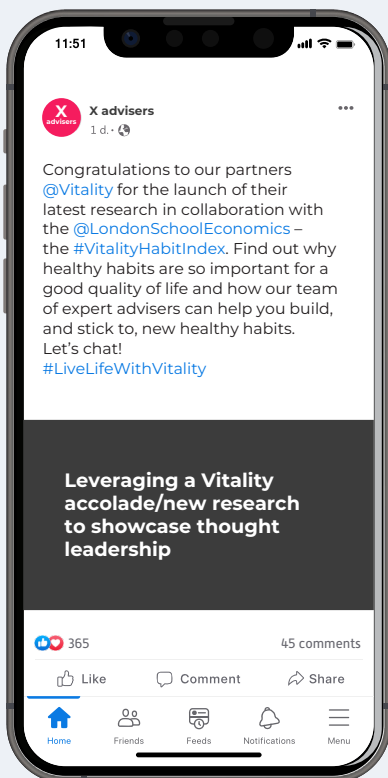 11:51
X
advisers
X advisers
1 d.
Congratulations to our partners
@Vitality for the launch of their
latest research in collaboration with
the @LondonSchoolEconomics –
the #VitalityHabitIndex. Find out why
healthy habits are so important for a
good quality of life and how our team
of expert advisers can help you build,
and stick to, new healthy habits.
Let’s chat!
#LiveLifeWithVitality
Leveraging a Vitality
accolade/new research
to showcase thought
leadership
365 45 comments
Like Comment Share
Home Friends Feeds Notifications Menu